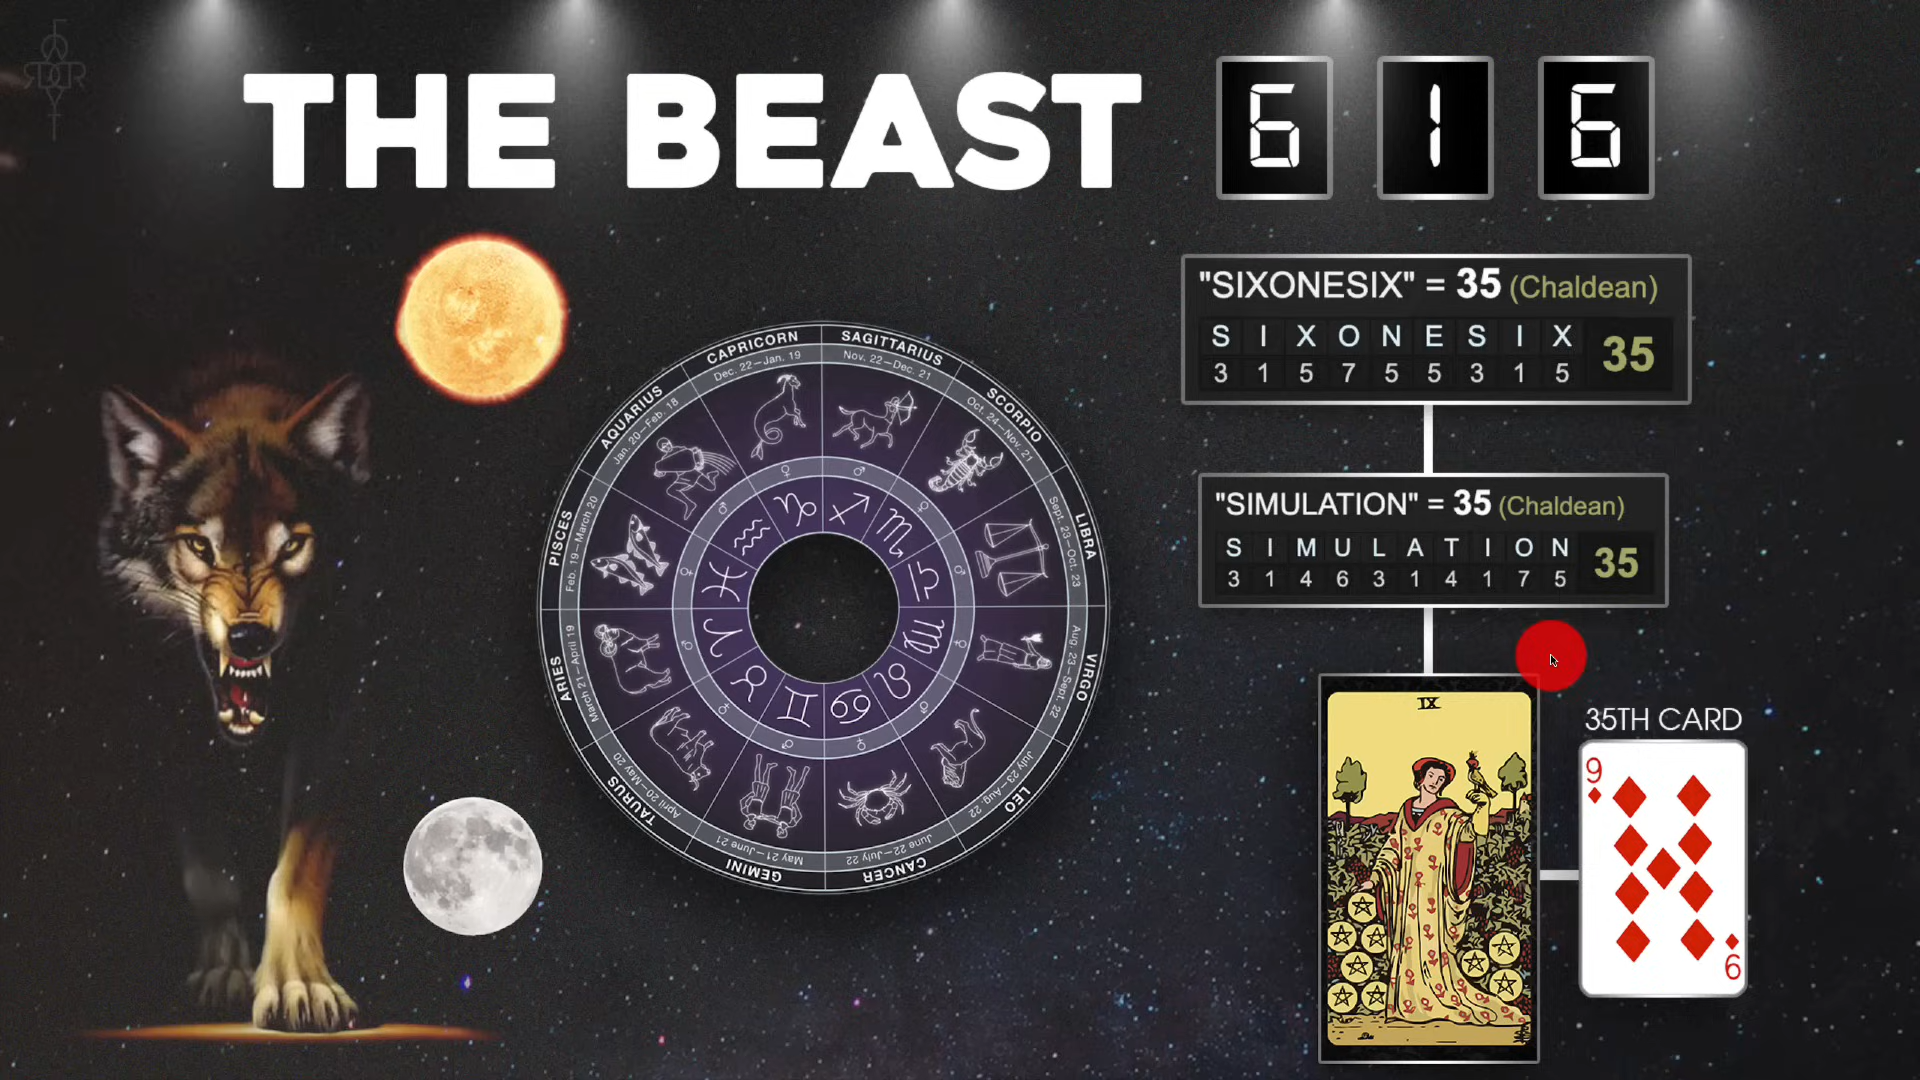 THE BEAST 6 1 6
"SIXONESIX" = 35 (Chaldean)
S I X O N E S I X
3 1 5 7 5 5 3 1 5
35
"SIMULATION" = 35 (Chaldean)
S I M U L A T I O N
3 1 4 6 3 1 4 1 7 5
35
CAPRICORN
Dec. 22—Jan. 19
SAGITTARIUS
Nov. 22—Dec. 21
SCORPIO
Oct. 24—Nov. 21
LIBRA
Sept. 23—Oct. 23
VIRGO
Aug. 23—Sept. 22
LEO
July 23—Aug. 22
CANCER
June 22—July 22
GEMINI
May 21—June 21
TAURUS
April 20—May 20
ARIES
March 21—April 19
PISCES
Feb. 19—March 20
AQUARIUS
Jan. 20—Feb. 18
IX
35TH CARD
9
9